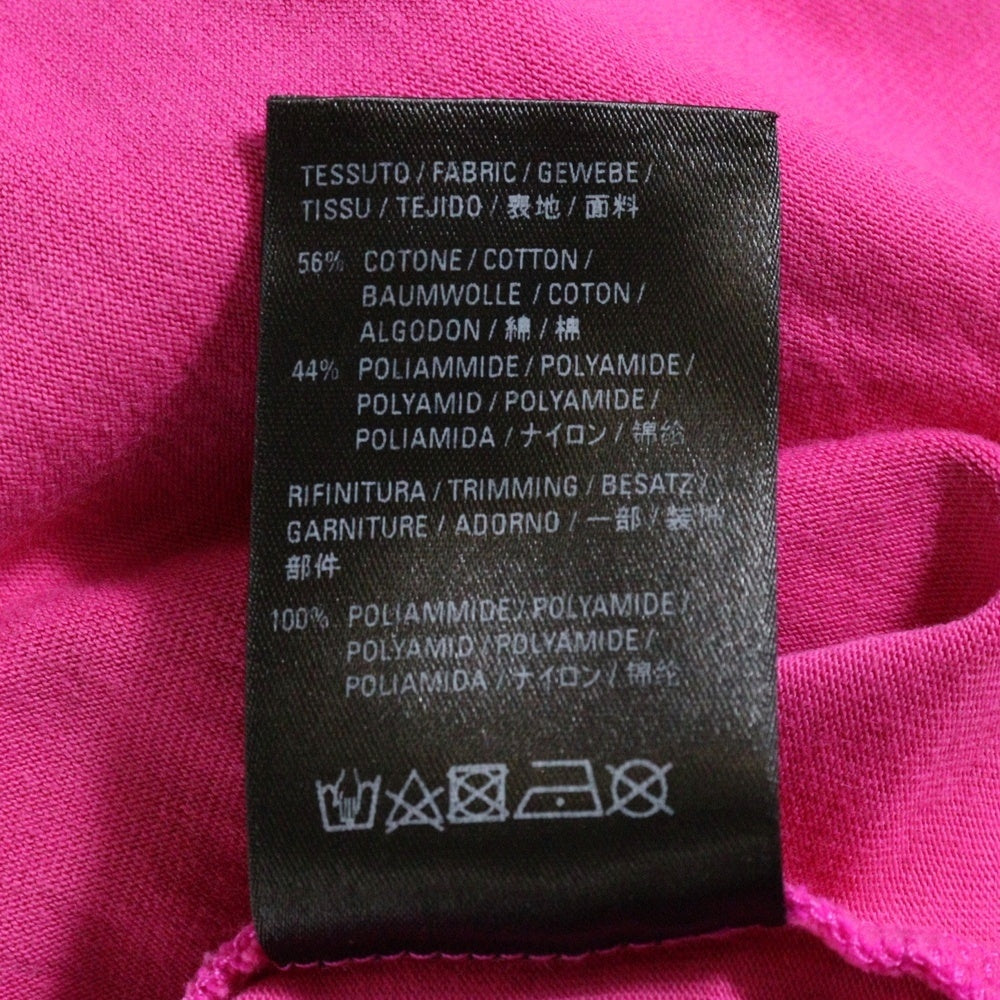 TESSUTO / FABRIC / GEWEBE /
TISSU / TEJIDO / 表地 / 面料
56% COTONE / COTTON /
BAUMWOLLE / COTON /
ALGODON / 綿 / 棉
44% POLIAMMIDE / POLYAMIDE /
POLYAMID / POLYAMIDE /
POLIAMIDA / ナイロン / 锦纶
RIFINITURA / TRIMMING / BESATZ /
GARNITURE / ADORNO / 一部 / 装饰
部件
100% POLIAMMIDE / POLYAMIDE /
POLYAMID / POLYAMIDE /
POLIAMIDA / ナイロン / 锦纶